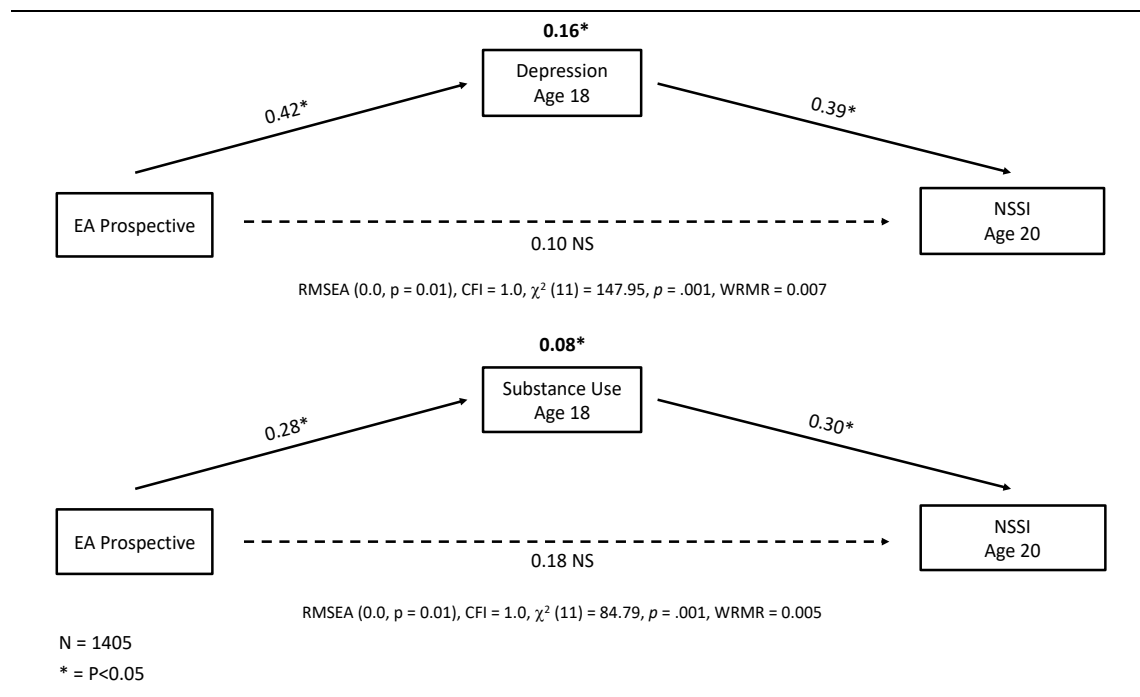 0.16*
Depression
Age 18
0.42*
0.39*
EA Prospective
NSSI
Age 20
0.10 NS
RMSEA (0.0, p = 0.01), CFI = 1.0, χ² (11) = 147.95, p = .001, WRMR = 0.007
0.08*
Substance Use
Age 18
0.28*
0.30*
EA Prospective
NSSI
Age 20
0.18 NS
RMSEA (0.0, p = 0.01), CFI = 1.0, χ² (11) = 84.79, p = .001, WRMR = 0.005
N = 1405
* = P<0.05